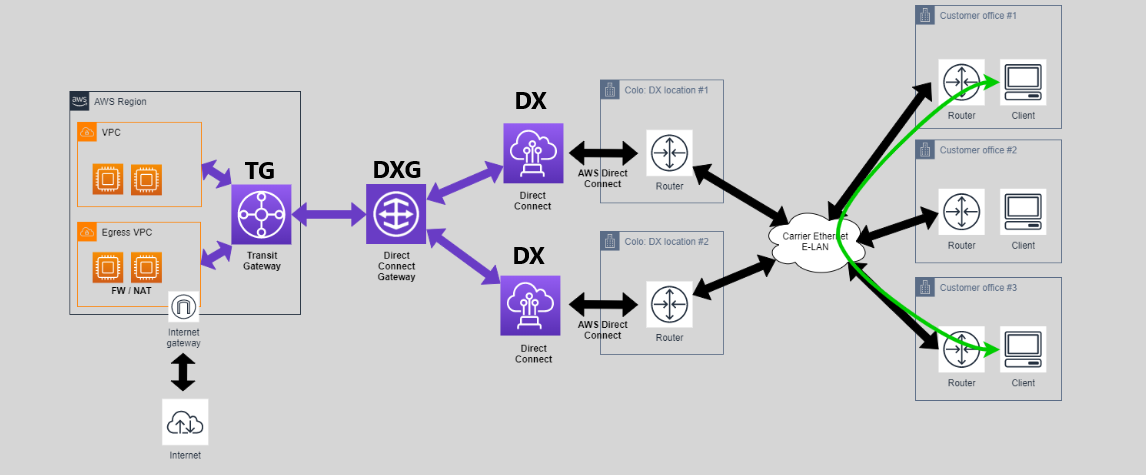 aws
AWS Region
VPC
Egress VPC
FW / NAT
Internet
gateway
Internet
TG
Transit
Gateway
DXG
Direct
Connect
Gateway
DX
Direct
Connect
DX
Direct
Connect
AWS Direct
Connect
AWS Direct
Connect
Colo: DX location #1
Router
Colo: DX location #2
Router
Carrier Ethernet
E-LAN
Customer office #1
Router
Client
Customer office #2
Router
Client
Customer office #3
Router
Client